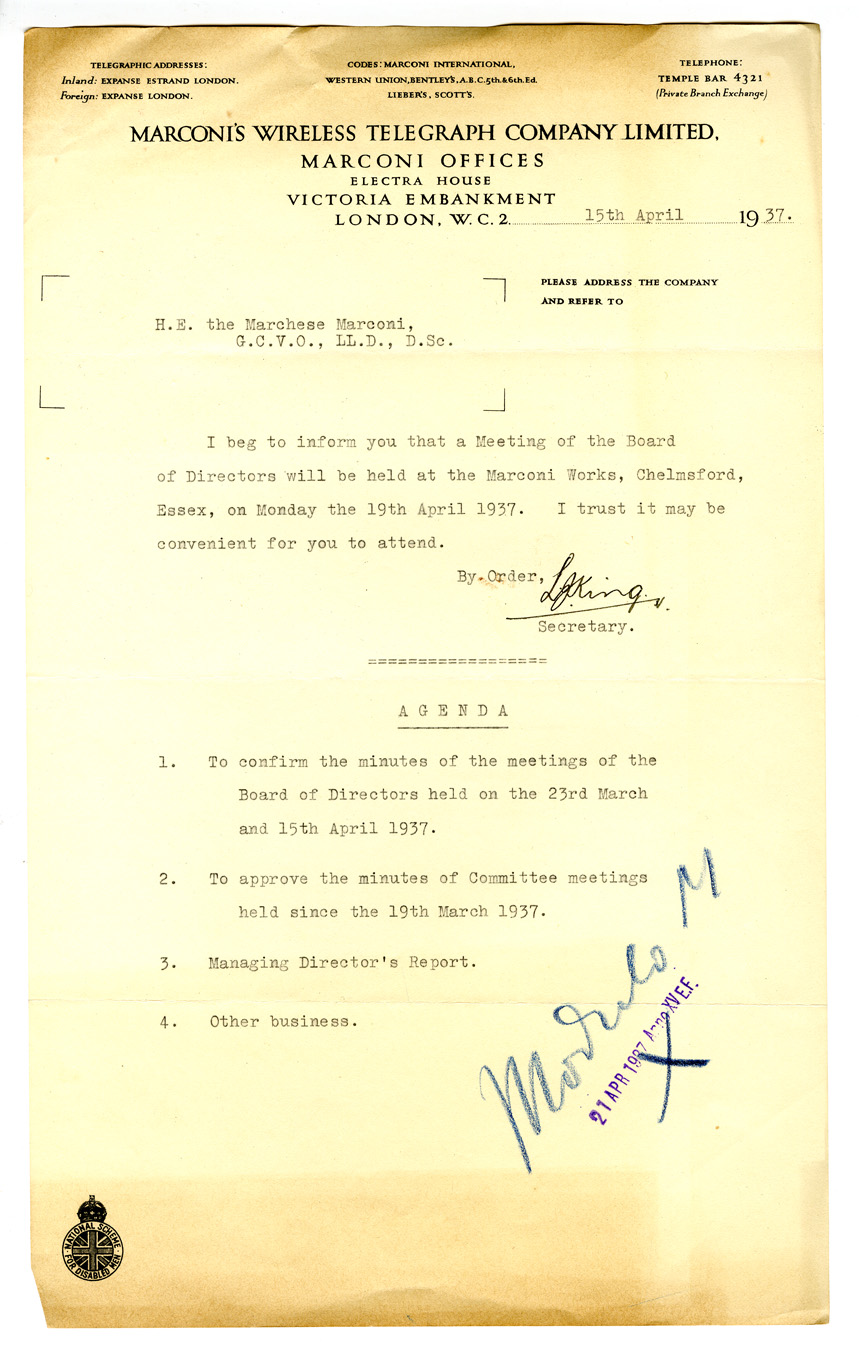 TELEGRAPHIC ADDRESSES:
Inland: EXPANSE ESTRAND LONDON.
Foreign: EXPANSE LONDON.
CODES: MARCONI INTERNATIONAL,
WESTERN UNION, BENTLEY'S, A.B.C. 5th. & 6th. Ed.
LIEBER'S, SCOTT'S.
TELEPHONE:
TEMPLE BAR 4321
(Private Branch Exchange)
MARCONI'S WIRELESS TELEGRAPH COMPANY LIMITED,
MARCONI OFFICES
ELECTRA HOUSE
VICTORIA EMBANKMENT
LONDON, W.C.2. 15th April 1937.
PLEASE ADDRESS THE COMPANY
AND REFER TO
H.E. the Marchese Marconi,
G.C.V.O., LL.D., D.Sc.
I beg to inform you that a Meeting of the Board
of Directors will be held at the Marconi Works, Chelmsford,
Essex, on Monday the 19th April 1937. I trust it may be
convenient for you to attend.
By Order,
King
Secretary.
==================
A G E N D A
1. To confirm the minutes of the meetings of the
Board of Directors held on the 23rd March
and 15th April 1937.
2. To approve the minutes of Committee meetings
held since the 19th March 1937.
3. Managing Director's Report.
4. Other business.
M
21 APR 1937 Anno XV E.F.
NATIONAL SCHEME
FOR DISABLED MEN